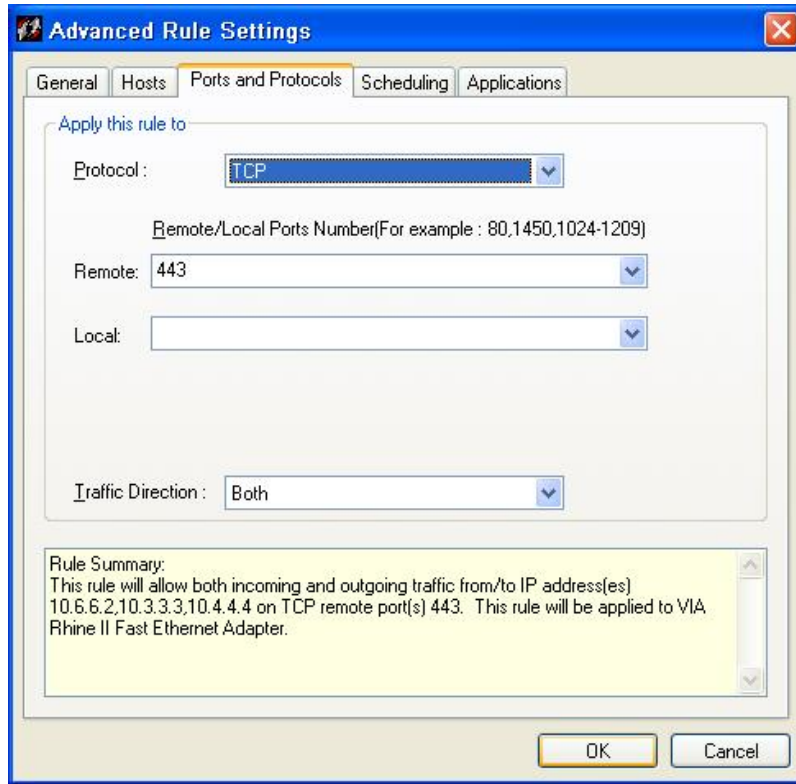 Advanced Rule Settings
General Hosts Ports and Protocols Scheduling Applications
Apply this rule to
Protocol : TCP
Remote/Local Ports Number(For example : 80,1450,1024-1209)
Remote: 443
Local:
Traffic Direction : Both
Rule Summary:
This rule will allow both incoming and outgoing traffic from/to IP address(es)
10.6.6.2,10.3.3.3,10.4.4.4 on TCP remote port(s) 443.  This rule will be applied to VIA
Rhine II Fast Ethernet Adapter.
OK Cancel